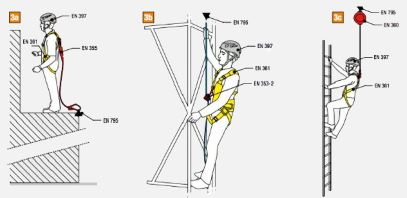 3a
EN 397
EN 361
EN 355
EN 795
3b
EN 795
EN 397
EN 361
EN 353-2
3c
EN 795
EN 360
EN 397
EN 361